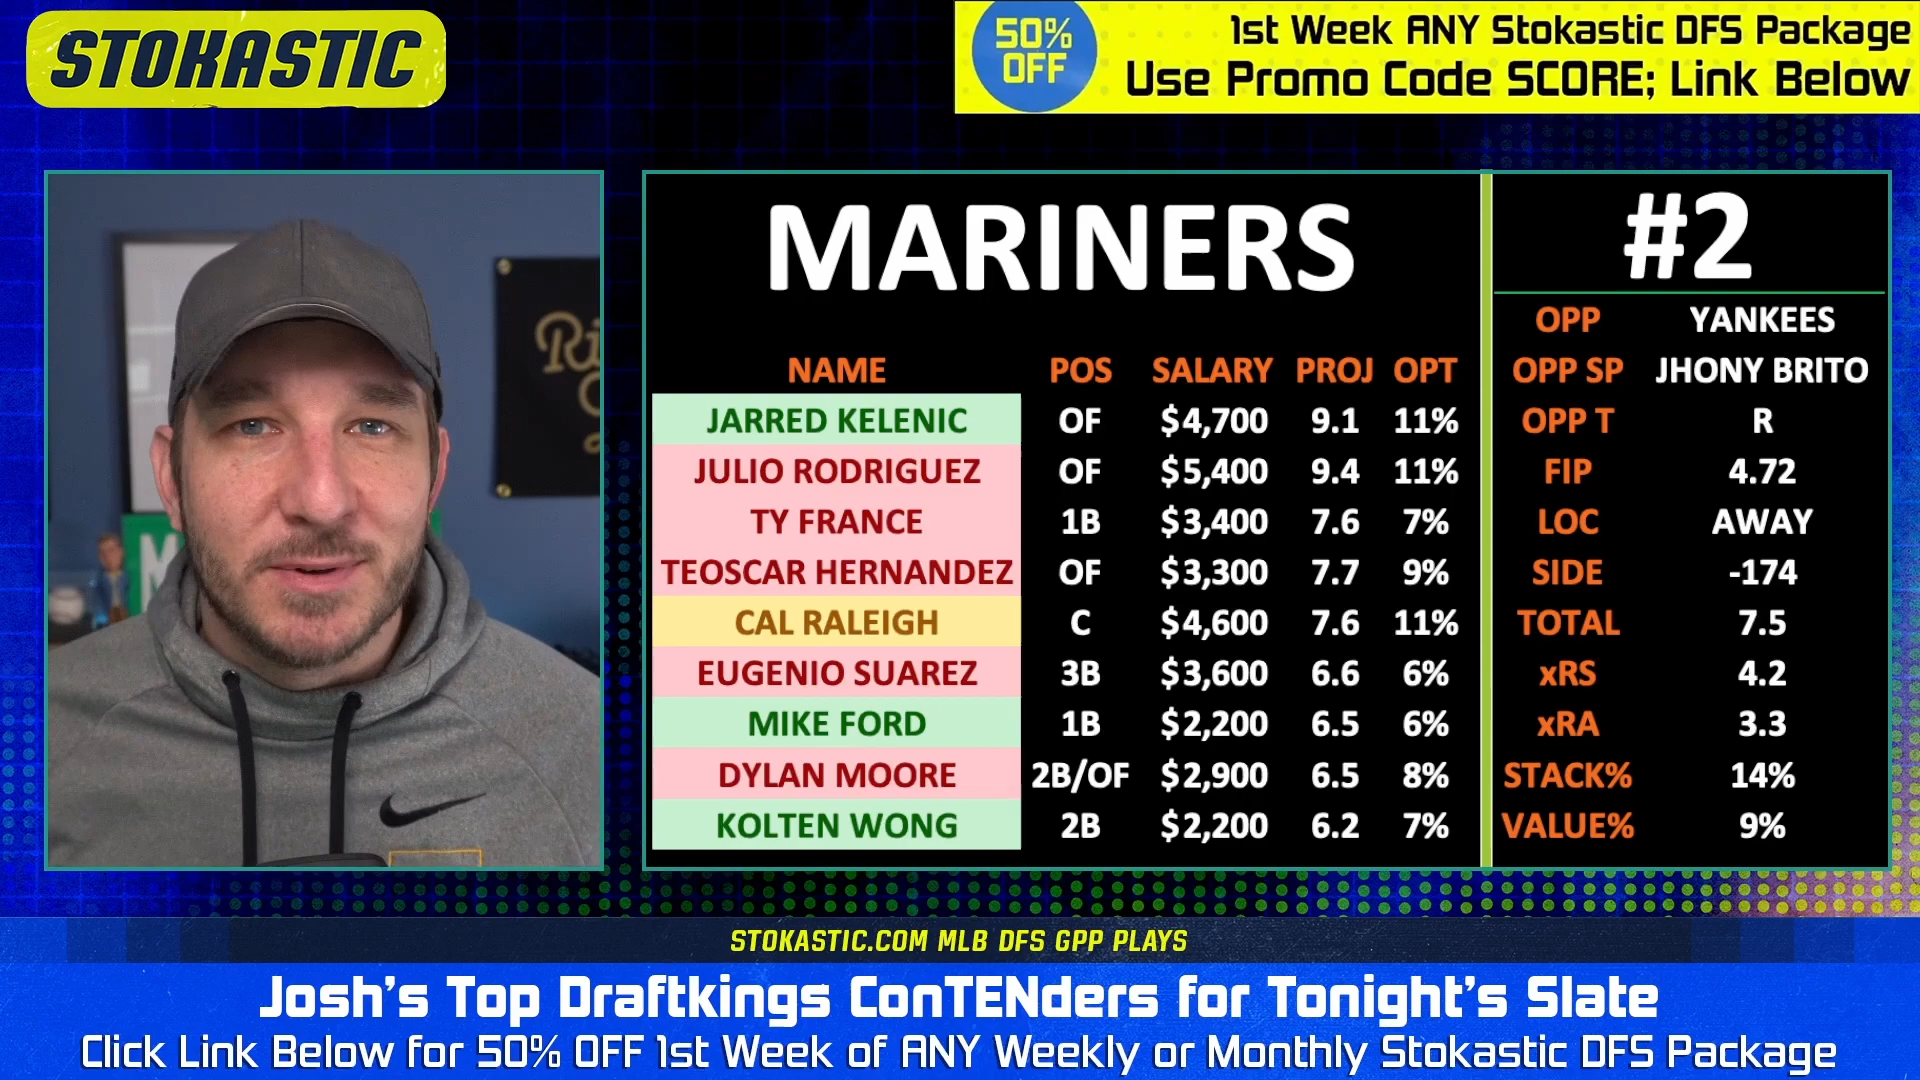 STOKASTIC
50%
OFF
1st Week ANY Stokastic DFS Package
Use Promo Code SCORE; Link Below
MARINERS
NAME POS SALARY PROJ OPT
JARRED KELENIC OF $4,700 9.1 11%
JULIO RODRIGUEZ OF $5,400 9.4 11%
TY FRANCE 1B $3,400 7.6 7%
TEOSCAR HERNANDEZ OF $3,300 7.7 9%
CAL RALEIGH C $4,600 7.6 11%
EUGENIO SUAREZ 3B $3,600 6.6 6%
MIKE FORD 1B $2,200 6.5 6%
DYLAN MOORE 2B/OF $2,900 6.5 8%
KOLTEN WONG 2B $2,200 6.2 7%
#2
OPP YANKEES
OPP SP JHONY BRITO
OPP T R
FIP 4.72
LOC AWAY
SIDE -174
TOTAL 7.5
xRS 4.2
xRA 3.3
STACK% 14%
VALUE% 9%
STOKASTIC.COM MLB DFS GPP PLAYS
Josh's Top Draftkings ConTENders for Tonight's Slate
Click Link Below for 50% OFF 1st Week of ANY Weekly or Monthly Stokastic DFS Package